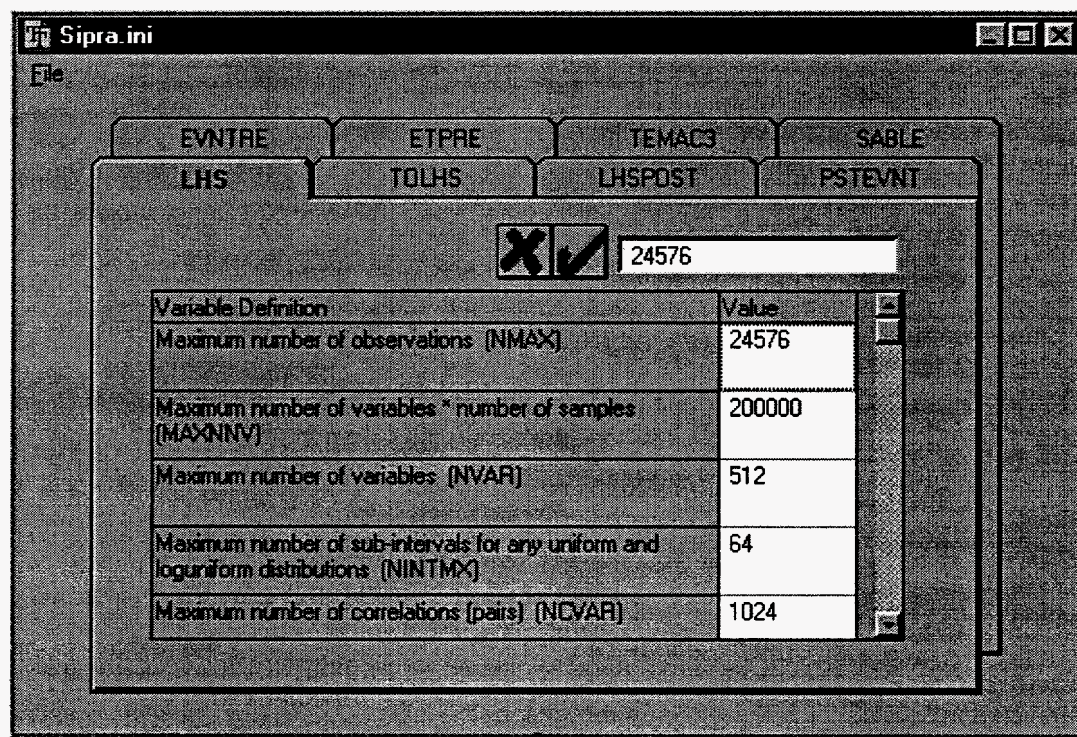 Sipra.ini
File
EVNTRE ETPRE TEMAC3 SABLE
LHS TOLHS LHSPOST PSTEVNT
24576
Variable Definition Value
Maximum number of observations (NMAX) 24576
Maximum number of variables * number of samples (MAXNNV) 200000
Maximum number of variables (NVAR) 512
Maximum number of sub-intervals for any uniform and loguniform distributions (NINTMX) 64
Maximum number of correlations (pairs) (NCVAR) 1024